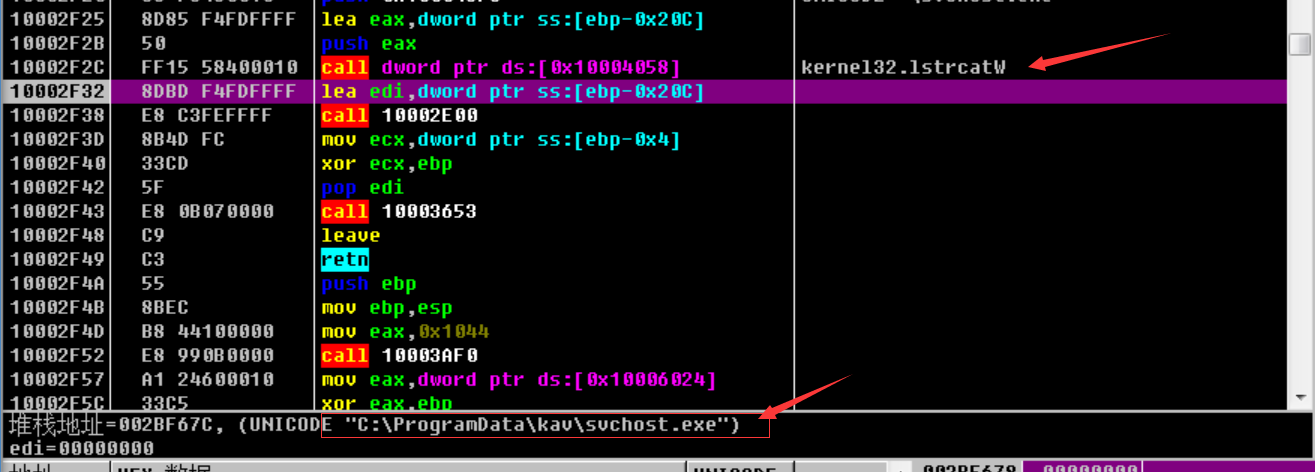 10002F25 8D85 F4FDFFFF lea eax,dword ptr ss:[ebp-0x20C]
10002F2B 50 push eax
10002F2C FF15 58400010 call dword ptr ds:[0x10004058] kernel32.lstrcatW
10002F32 8DBD F4FDFFFF lea edi,dword ptr ss:[ebp-0x20C]
10002F38 E8 C3FEFFFF call 10002E00
10002F3D 8B4D FC mov ecx,dword ptr ss:[ebp-0x4]
10002F40 33CD xor ecx,ebp
10002F42 5F pop edi
10002F43 E8 0B070000 call 10003653
10002F48 C9 leave
10002F49 C3 retn
10002F4A 55 push ebp
10002F4B 8BEC mov ebp,esp
10002F4D B8 44100000 mov eax,0x1044
10002F52 E8 990B0000 call 10003AF0
10002F57 A1 24600010 mov eax,dword ptr ds:[0x10006024]
10002F5C 33C5 xor eax,ebp
堆栈地址=002BF67C, (UNICODE "C:\ProgramData\kav\svchost.exe")
edi=00000000
地址 HEX 数据 UNICODE 002BF678 00000000